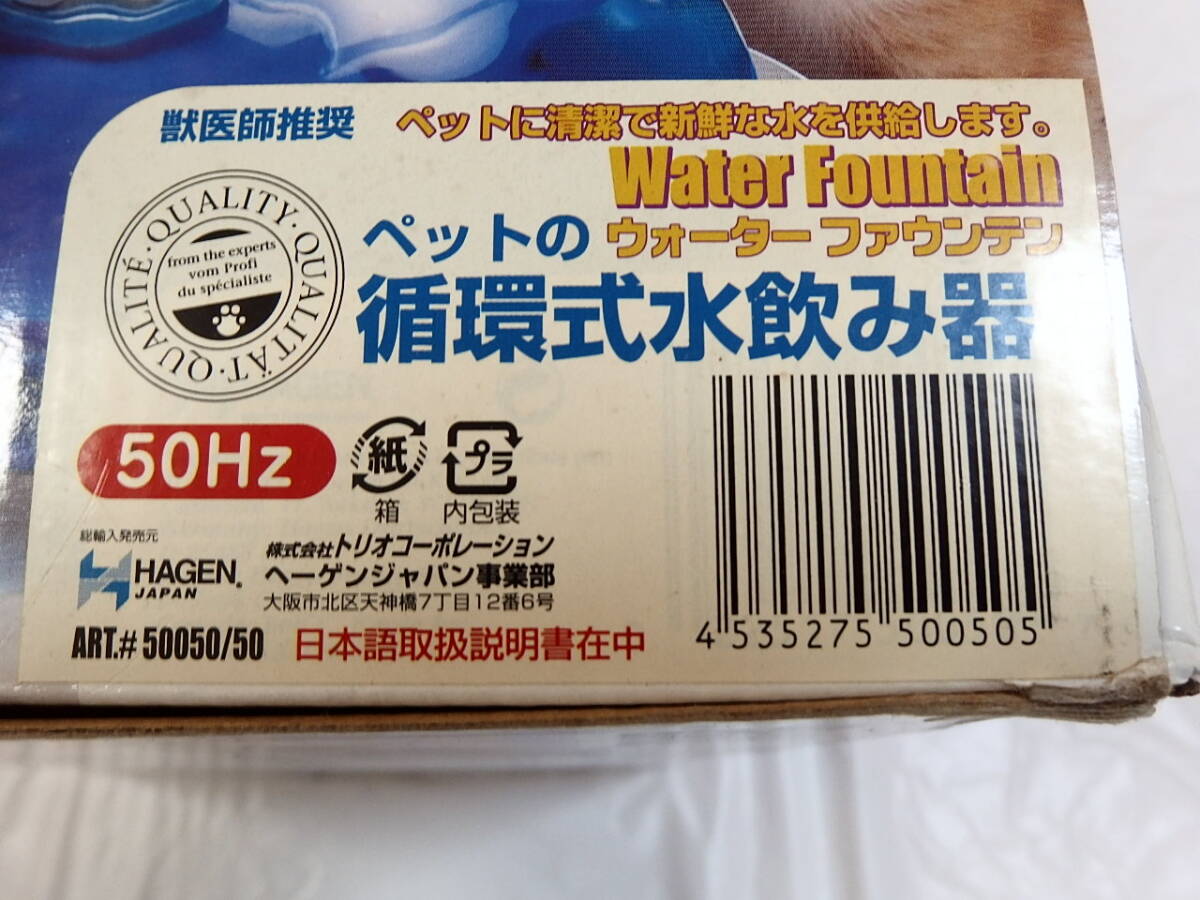 獣医師推奨
ペットに清潔で新鮮な水を供給します。
Water Fountain
ペットの ウォーター ファウンテン
循環式水飲み器
QUALITY · QUALITÄT · QUALITÉ ·
from the experts
vom Profi
du spécialiste
50Hz
紙
プラ
箱
内包装
総輸入発売元
HAGEN®
JAPAN
株式会社トリオコーポレーション
ヘーゲンジャパン事業部
大阪市北区天神橋7丁目12番6号
ART.# 50050/50
日本語取扱説明書在中
4 535275 500505